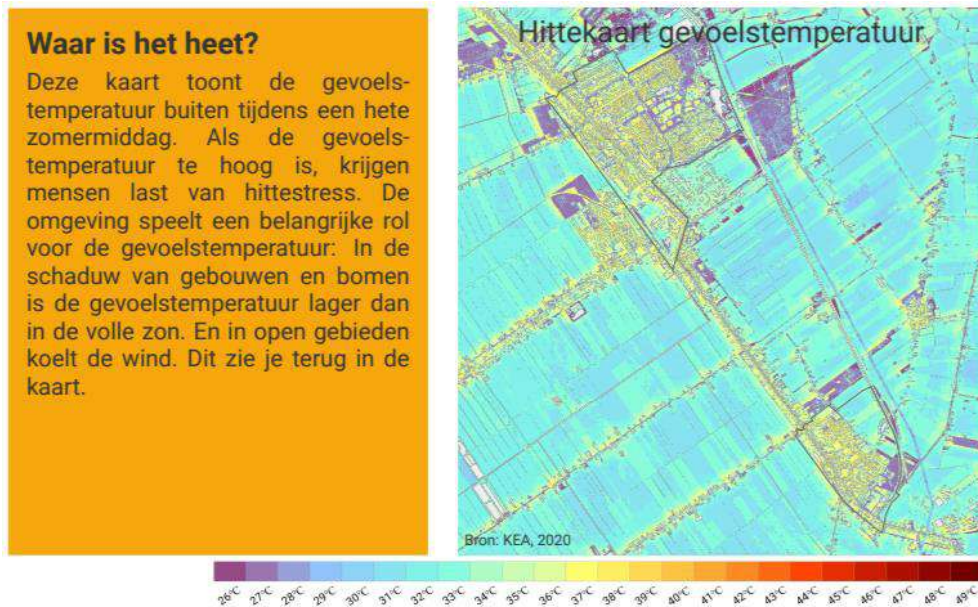 Waar is het heet?
Deze kaart toont de gevoels-
temperatuur buiten tijdens een hete
zomermiddag. Als de gevoels-
temperatuur te hoog is, krijgen
mensen last van hittestress. De
omgeving speelt een belangrijke rol
voor de gevoelstemperatuur: In de
schaduw van gebouwen en bomen
is de gevoelstemperatuur lager dan
in de volle zon. En in open gebieden
koelt de wind. Dit zie je terug in de
kaart.
Hittekaart gevoelstemperatuur
Bron: KEA, 2020
26°C 27°C 28°C 29°C 30°C 31°C 32°C 33°C 34°C 35°C 36°C 37°C 38°C 39°C 40°C 41°C 42°C 43°C 44°C 45°C 46°C 47°C 48°C 49